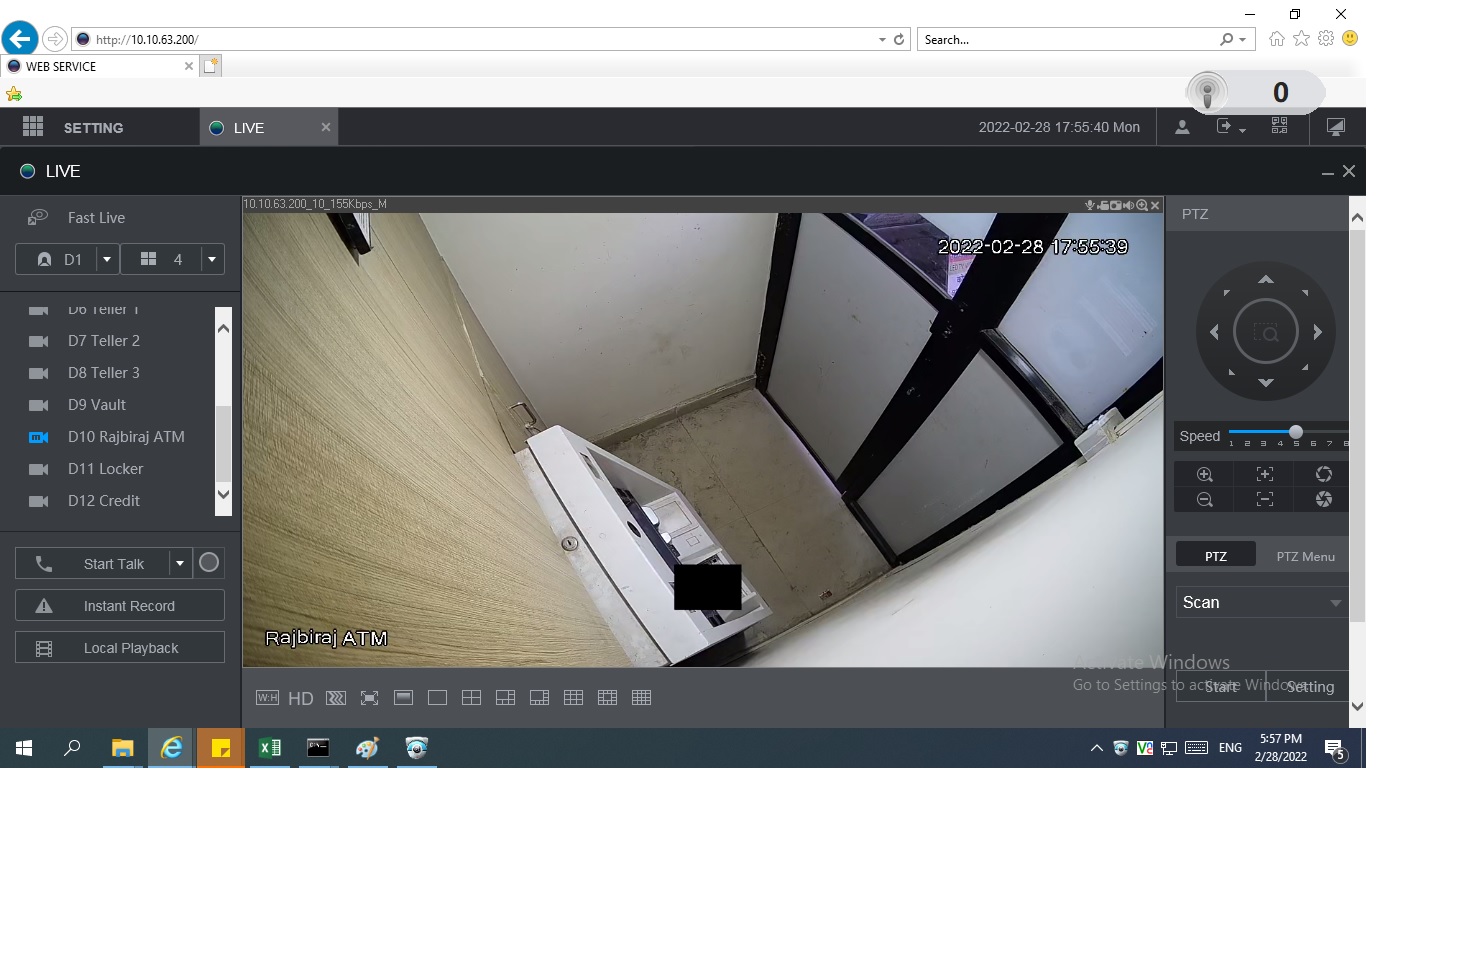 http://10.10.63.200/
Search...
WEB SERVICE
0
SETTING
LIVE
2022-02-28 17:55:40 Mon
LIVE
Fast Live
D1
4
D6 Teller 1
D7 Teller 2
D8 Teller 3
D9 Vault
D10 Rajbiraj ATM
D11 Locker
D12 Credit
Start Talk
Instant Record
Local Playback
10.10.63.200_10_155Kbps_M
2022-02-28 17:55:39
Rajbiraj ATM
W:H
HD
PTZ
Speed
1 2 3 4 5 6 7 8
PTZ
PTZ Menu
Scan
Activate Windows
Go to Settings to activate Windows.
Start
Setting
ENG
5:57 PM
2/28/2022
5